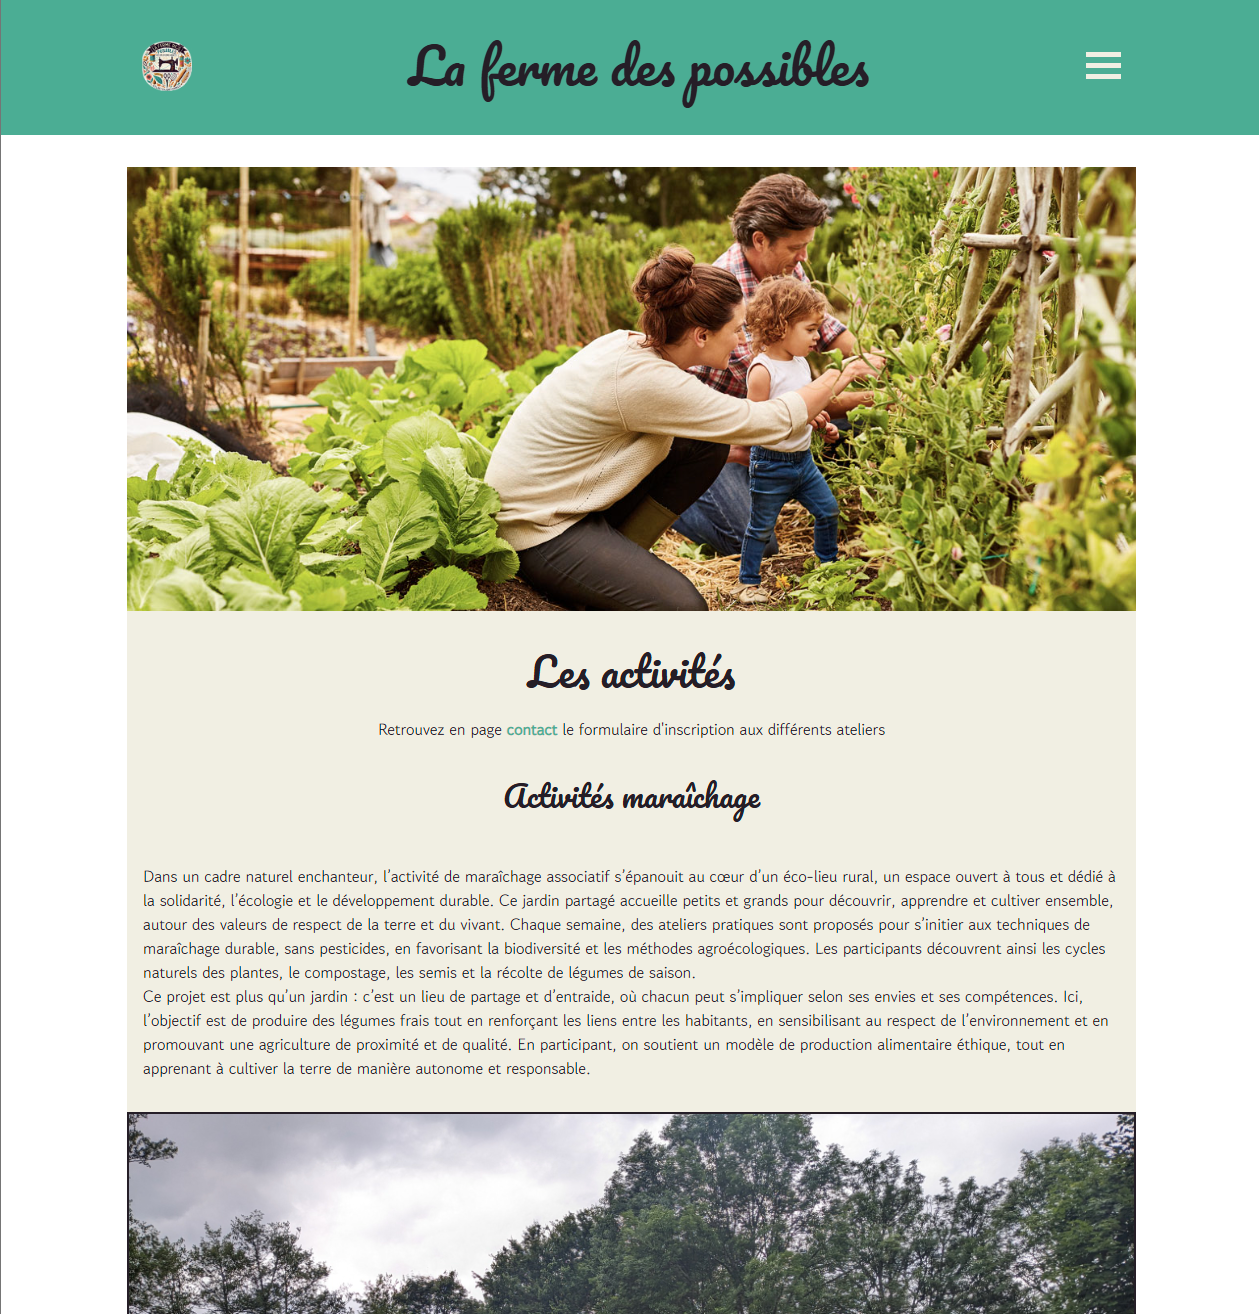 La ferme des possibles
Les activités
Retrouvez en page contact le formulaire d'inscription aux différents ateliers
Activités maraîchage
Dans un cadre naturel enchanteur, l'activité de maraîchage associatif s'épanouit au cœur d'un éco-lieu rural, un espace ouvert à tous et dédié à
la solidarité, l'écologie et le développement durable. Ce jardin partagé accueille petits et grands pour découvrir, apprendre et cultiver ensemble,
autour des valeurs de respect de la terre et du vivant. Chaque semaine, des ateliers pratiques sont proposés pour s'initier aux techniques de
maraîchage durable, sans pesticides, en favorisant la biodiversité et les méthodes agroécologiques. Les participants découvrent ainsi les cycles
naturels des plantes, le compostage, les semis et la récolte de légumes de saison.
Ce projet est plus qu'un jardin : c'est un lieu de partage et d'entraide, où chacun peut s'impliquer selon ses envies et ses compétences. Ici,
l'objectif est de produire des légumes frais tout en renforçant les liens entre les habitants, en sensibilisant au respect de l'environnement et en
promouvant une agriculture de proximité et de qualité. En participant, on soutient un modèle de production alimentaire éthique, tout en
apprenant à cultiver la terre de manière autonome et responsable.